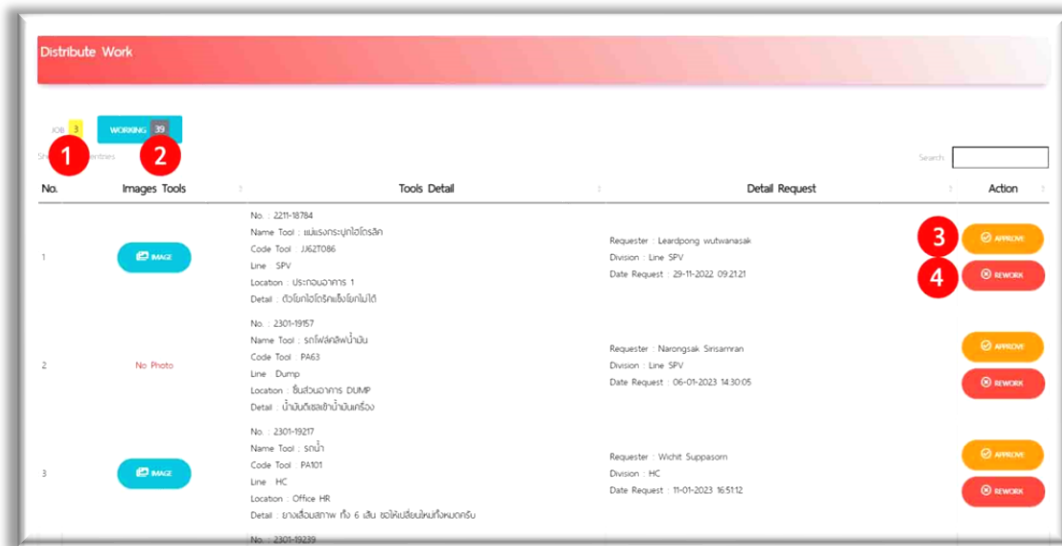 Distribute Work
JOB 3 WORKING 39
1 2
entries Search:
No. Images Tools Tools Detail Detail Request Action
No. : 2211-18784
Name Tool : แม่แรงกระปุกไฮโดรลิค
Code Tool : JJ62T086
Line SPV
Location : ประกอบอาคาร 1
Detail : ตัวโยกไฮโดริคแข็งโยกไม่ได้
1 IMAGE
Requester : Leardpong wutwanasak
Division : Line SPV
Date Request : 29-11-2022 09:21:21
3 APPROVE
4 REWORK
No. : 2301-19157
Name Tool : รถโฟล์คลิฟน้ำมัน
Code Tool PA63
Line Dump
Location : ชิ้นส่วนอาคาร DUMP
Detail : น้ำมันดีเซลเข้าน้ำมันเครื่อง
2 No Photo
Requester : Narongsak Sirisamran
Division : Line SPV
Date Request : 06-01-2023 14:30:05
APPROVE
REWORK
No. : 2301-19217
Name Tool : รถน้ำ
Code Tool : PA101
Line HC
Location : Office HR
Detail : ยางเสื่อมสภาพ ทั้ง 6 เส้น ขอให้เปลี่ยนใหม่ทั้งหมดครับ
3 IMAGE
Requester : Wichit Suppasorn
Division : HC
Date Request : 11-01-2023 16:51:12
APPROVE
REWORK
No. : 2301-19239